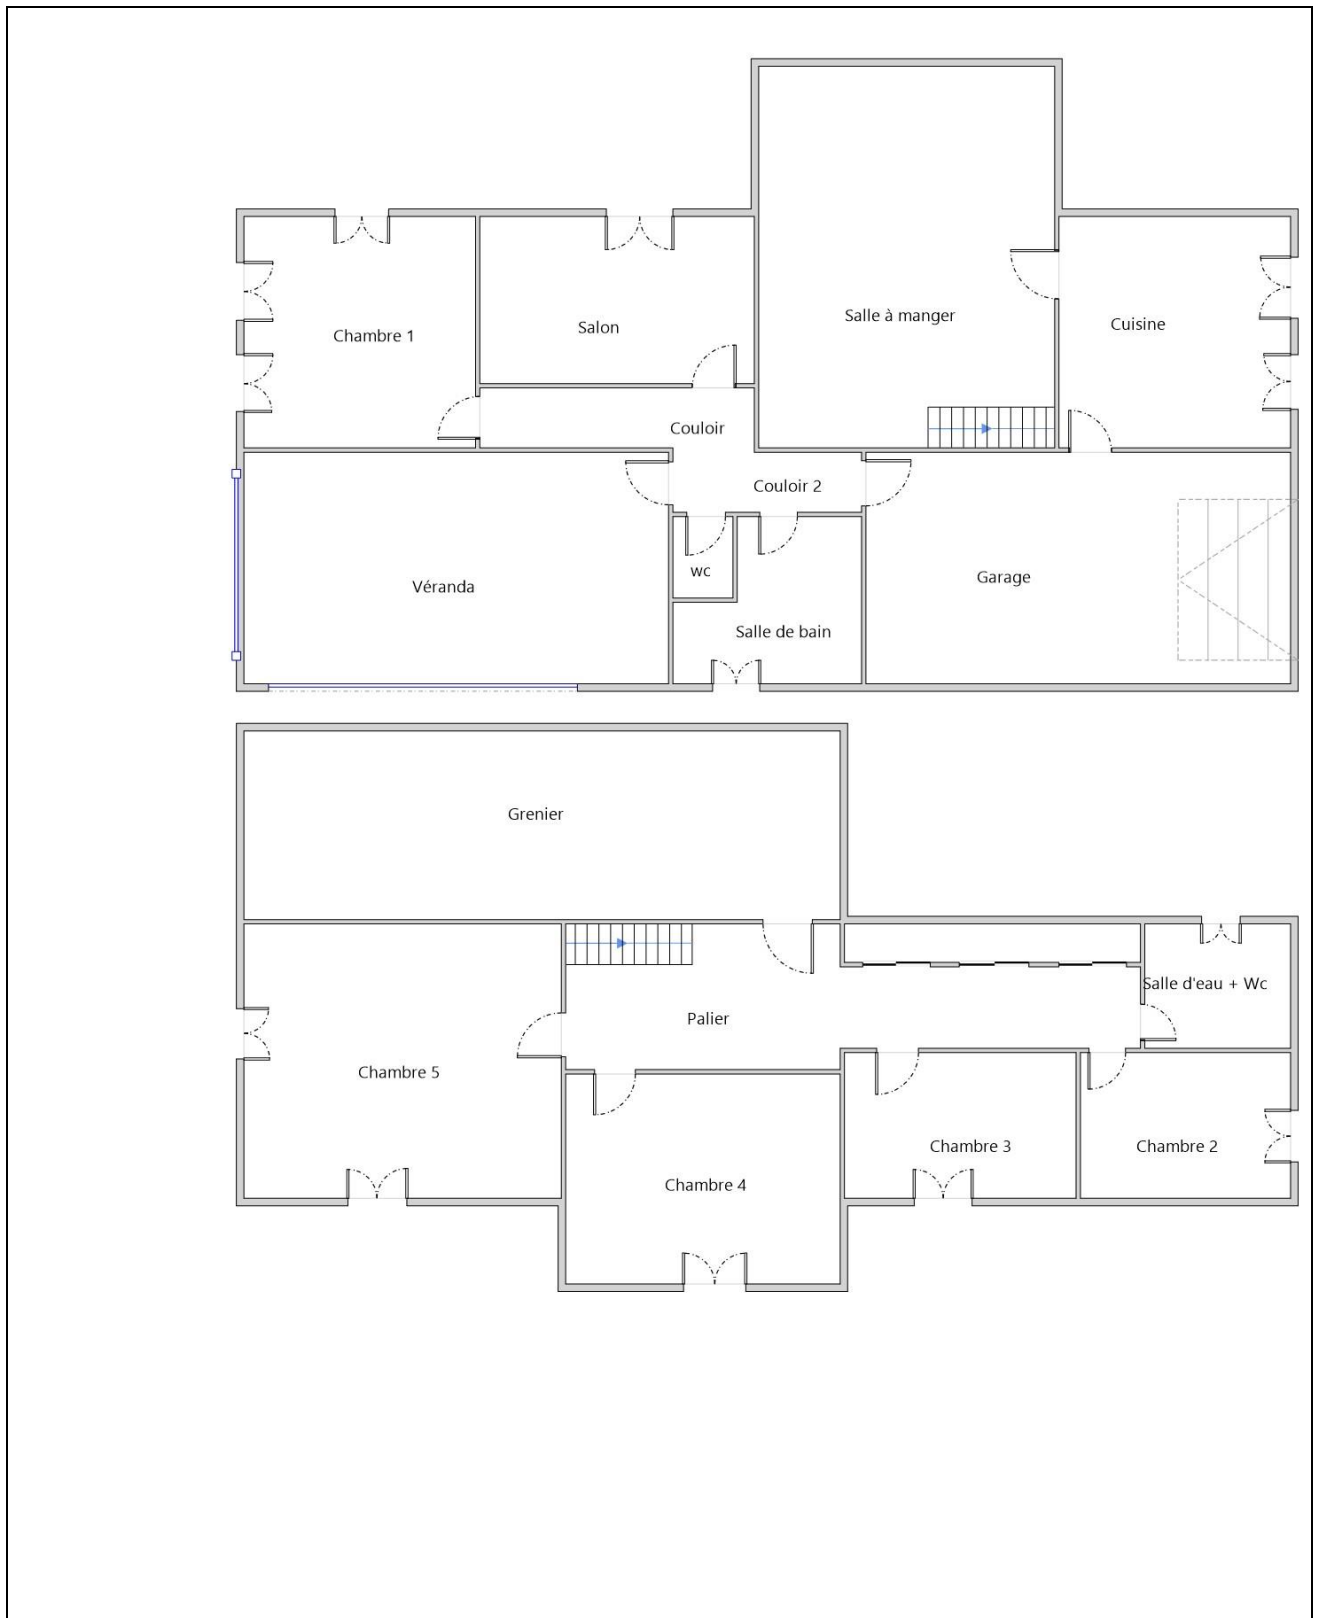 Salle à manger
Cuisine
Salon
Chambre 1
Couloir
Couloir 2
wc
Garage
Véranda
Salle de bain
Grenier
Salle d'eau + Wc
Palier
Chambre 5
Chambre 3
Chambre 2
Chambre 4